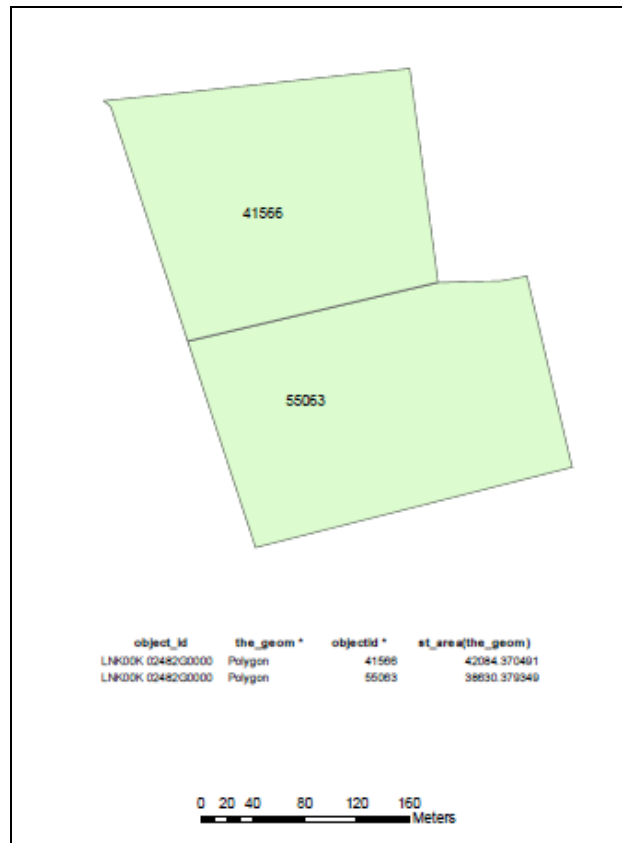 41566
55063
object_id the_geom * objectid * st_area(the_geom)
LNK00K 02482G0000 Polygon 41566 42084.370491
LNK00K 02482G0000 Polygon 55063 38630.379349
0 20 40 80 120 160
Meters